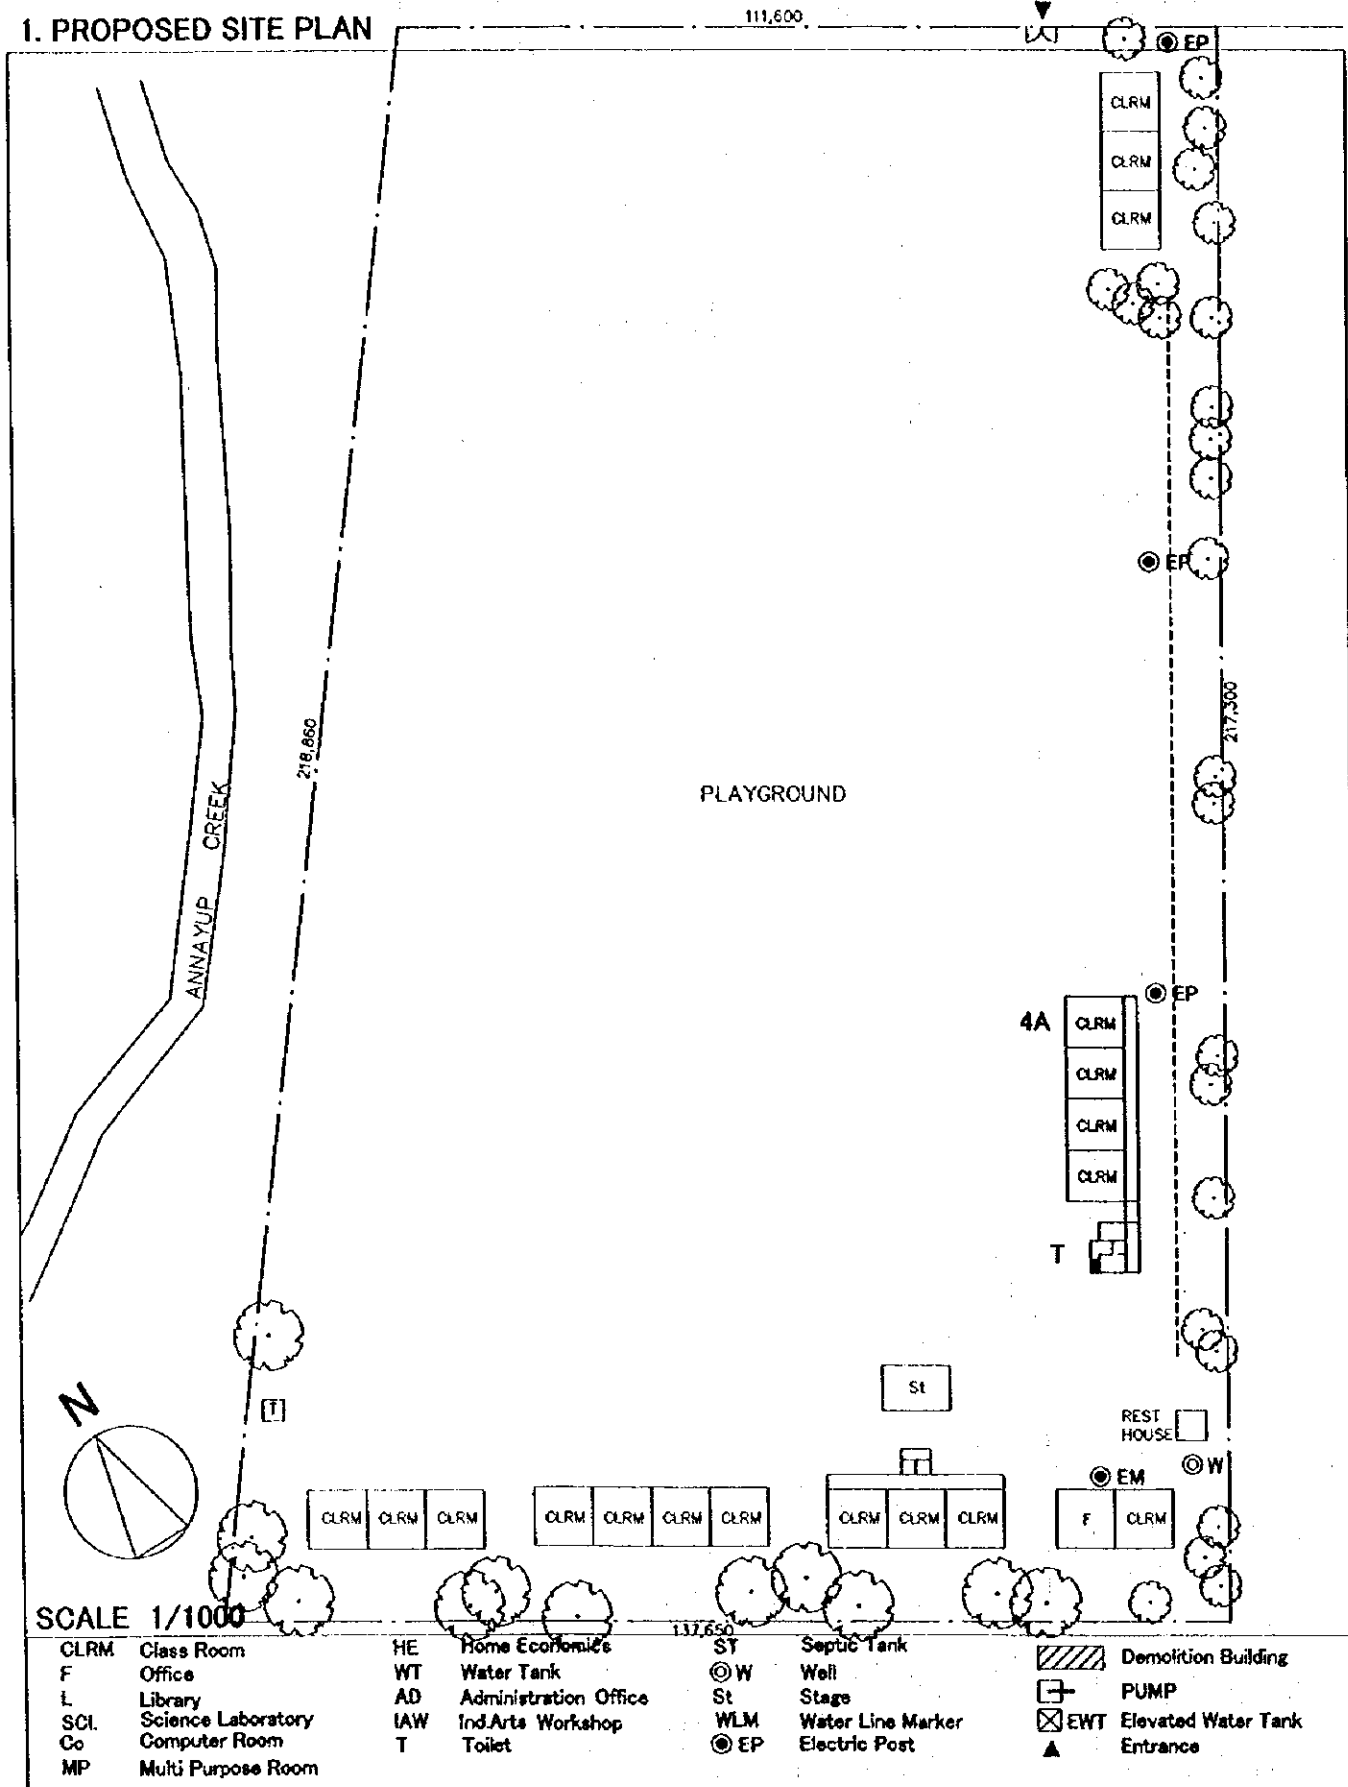 1. PROPOSED SITE PLAN
111,600
EP
CLRM
CLRM
CLRM
EP
217,300
218,860
PLAYGROUND
ANNAYUP CREEK
EP
4A
CLRM
CLRM
CLRM
CLRM
T
N
T
St
REST
HOUSE
W
EM
CLRM CLRM CLRM
CLRM CLRM CLRM CLRM
CLRM CLRM CLRM
F CLRM
SCALE 1/1000
137,650
CLRM Class Room
F Office
L Library
SCI. Science Laboratory
Co Computer Room
MP Multi Purpose Room
HE Home Economics
WT Water Tank
AD Administration Office
IAW Ind.Arts Workshop
T Toilet
ST Septic Tank
W Well
St Stage
WLM Water Line Marker
EP Electric Post
Demolition Building
PUMP
EWT Elevated Water Tank
Entrance